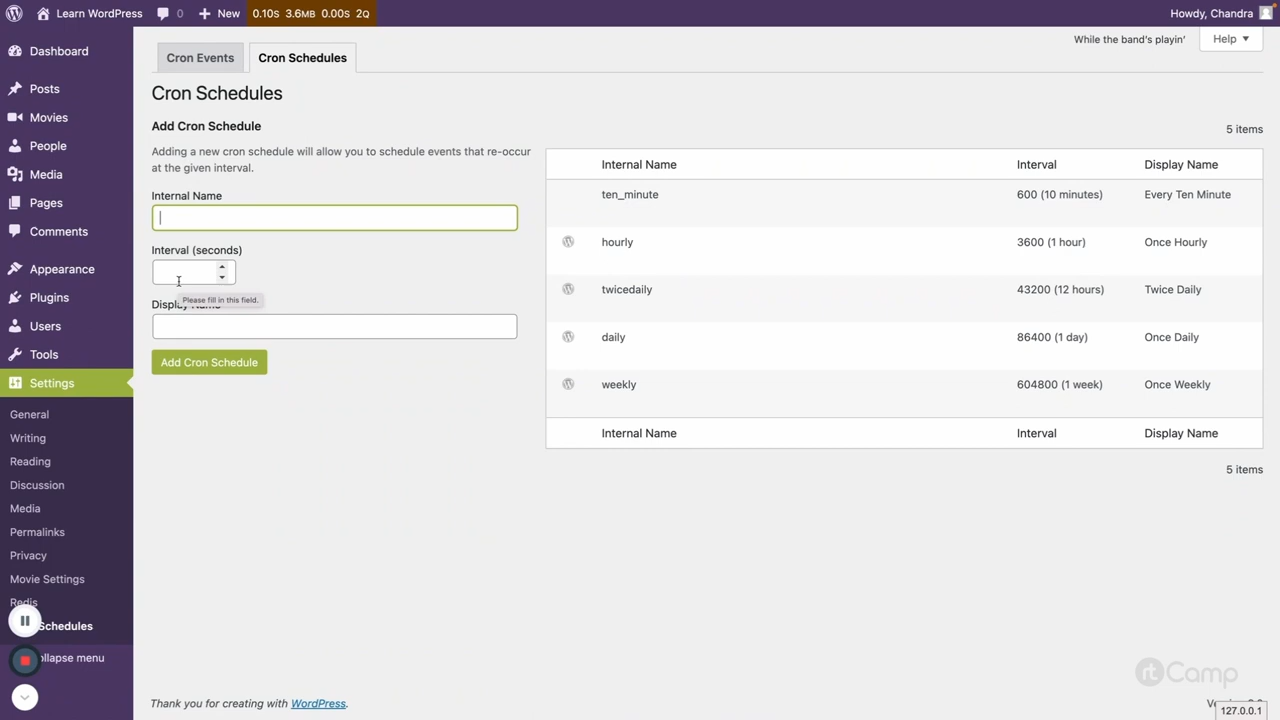 Learn WordPress 0 New 0.10S 3.6MB 0.00S 2Q Howdy, Chandra
While the band's playin' Help
Dashboard
Posts
Movies
People
Media
Pages
Comments
Appearance
Plugins
Users
Tools
Settings
General
Writing
Reading
Discussion
Media
Permalinks
Privacy
Movie Settings
Redis
Schedules
ollapse menu
Cron Events Cron Schedules
Cron Schedules
Add Cron Schedule
Adding a new cron schedule will allow you to schedule events that re-occur
at the given interval.
Internal Name
Interval (seconds)
Please fill in this field.
Display Name
Add Cron Schedule
5 items
Internal Name Interval Display Name
ten_minute 600 (10 minutes) Every Ten Minute
hourly 3600 (1 hour) Once Hourly
twicedaily 43200 (12 hours) Twice Daily
daily 86400 (1 day) Once Daily
weekly 604800 (1 week) Once Weekly
Internal Name Interval Display Name
5 items
rtCamp
Thank you for creating with WordPress.
127.0.0.1